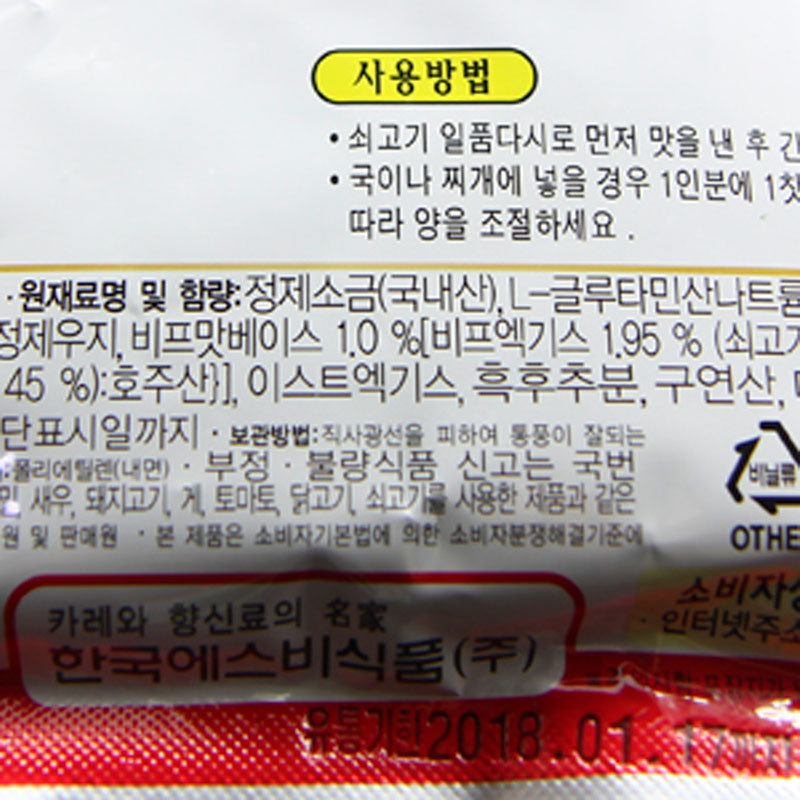 사용방법
• 쇠고기 일품다시로 먼저 맛을 낸 후 간
• 국이나 찌개에 넣을 경우 1인분에 1찻
따라 양을 조절하세요 .
· 원재료명 및 함량:정제소금(국내산), L-글루타민산나트륨
정제우지, 비프맛베이스 1.0 %[비프엑기스 1.95 % (쇠고기
45 %):호주산}], 이스트엑기스, 흑후추분, 구연산,
단표시일까지 · 보관방법:직사광선을 피하여 통풍이 잘되는
:폴리에틸렌(내면) · 부정 · 불량식품 신고는 국번
새우, 돼지고기, 게, 토마토, 닭고기, 쇠고기를 사용한 제품과 같은
원 및 판매원 · 본 제품은 소비자기본법에 의한 소비자분쟁해결기준에
비닐류
OTHE
카레와 향신료의 名家
한국에스비식품(주)
소비자상
· 인터넷주소
유통기한2018.01.17까지